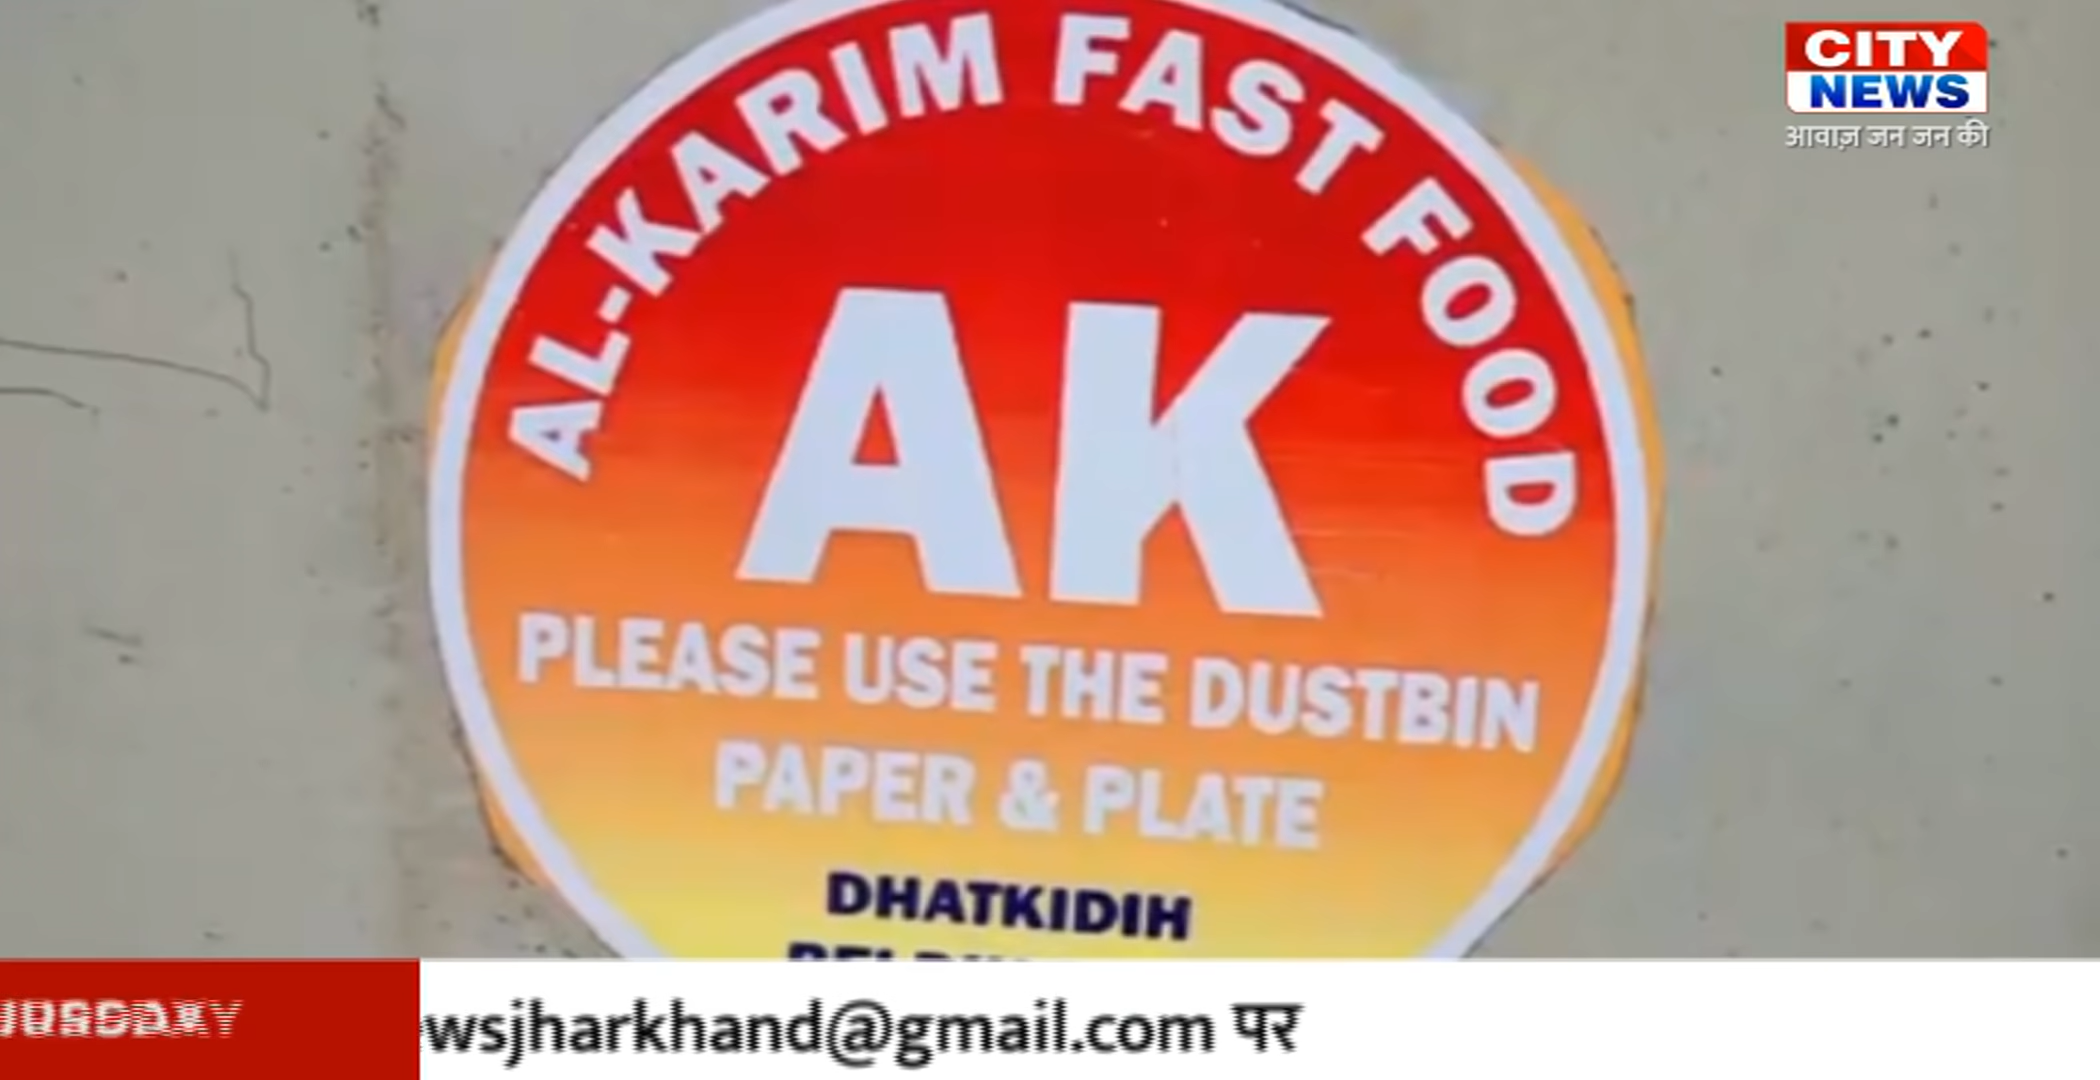 AL-KARIM FAST FOOD
CITY
NEWS
आवाज़ जन जन की
AK
PLEASE USE THE DUSTBIN
PAPER & PLATE
DHATKIDIH
wsjharkhand@gmail.com पर